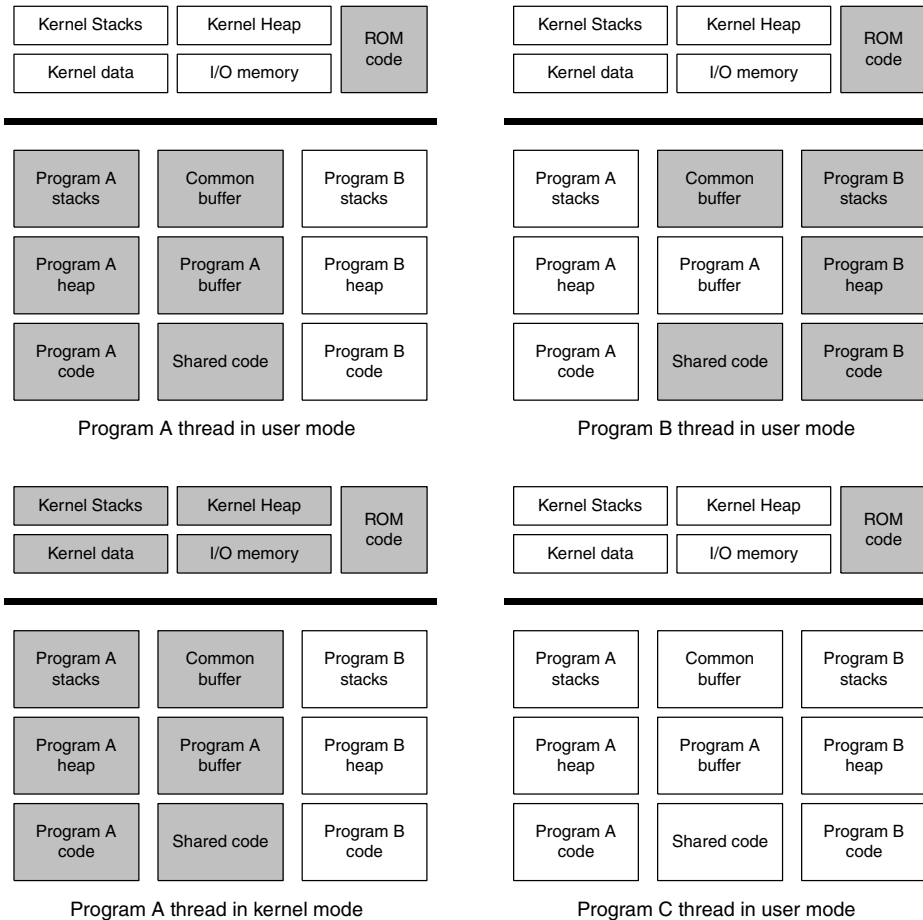 Kernel Stacks
Kernel Heap
ROM
code
Kernel data
I/O memory
Program A
stacks
Common
buffer
Program B
stacks
Program A
heap
Program A
buffer
Program B
heap
Program A
code
Shared code
Program B
code
Program A thread in user mode
Kernel Stacks
Kernel Heap
ROM
code
Kernel data
I/O memory
Program A
stacks
Common
buffer
Program B
stacks
Program A
heap
Program A
buffer
Program B
heap
Program A
code
Shared code
Program B
code
Program B thread in user mode
Kernel Stacks
Kernel Heap
ROM
code
Kernel data
I/O memory
Program A
stacks
Common
buffer
Program B
stacks
Program A
heap
Program A
buffer
Program B
heap
Program A
code
Shared code
Program B
code
Program A thread in kernel mode
Kernel Stacks
Kernel Heap
ROM
code
Kernel data
I/O memory
Program A
stacks
Common
buffer
Program B
stacks
Program A
heap
Program A
buffer
Program B
heap
Program A
code
Shared code
Program B
code
Program C thread in user mode